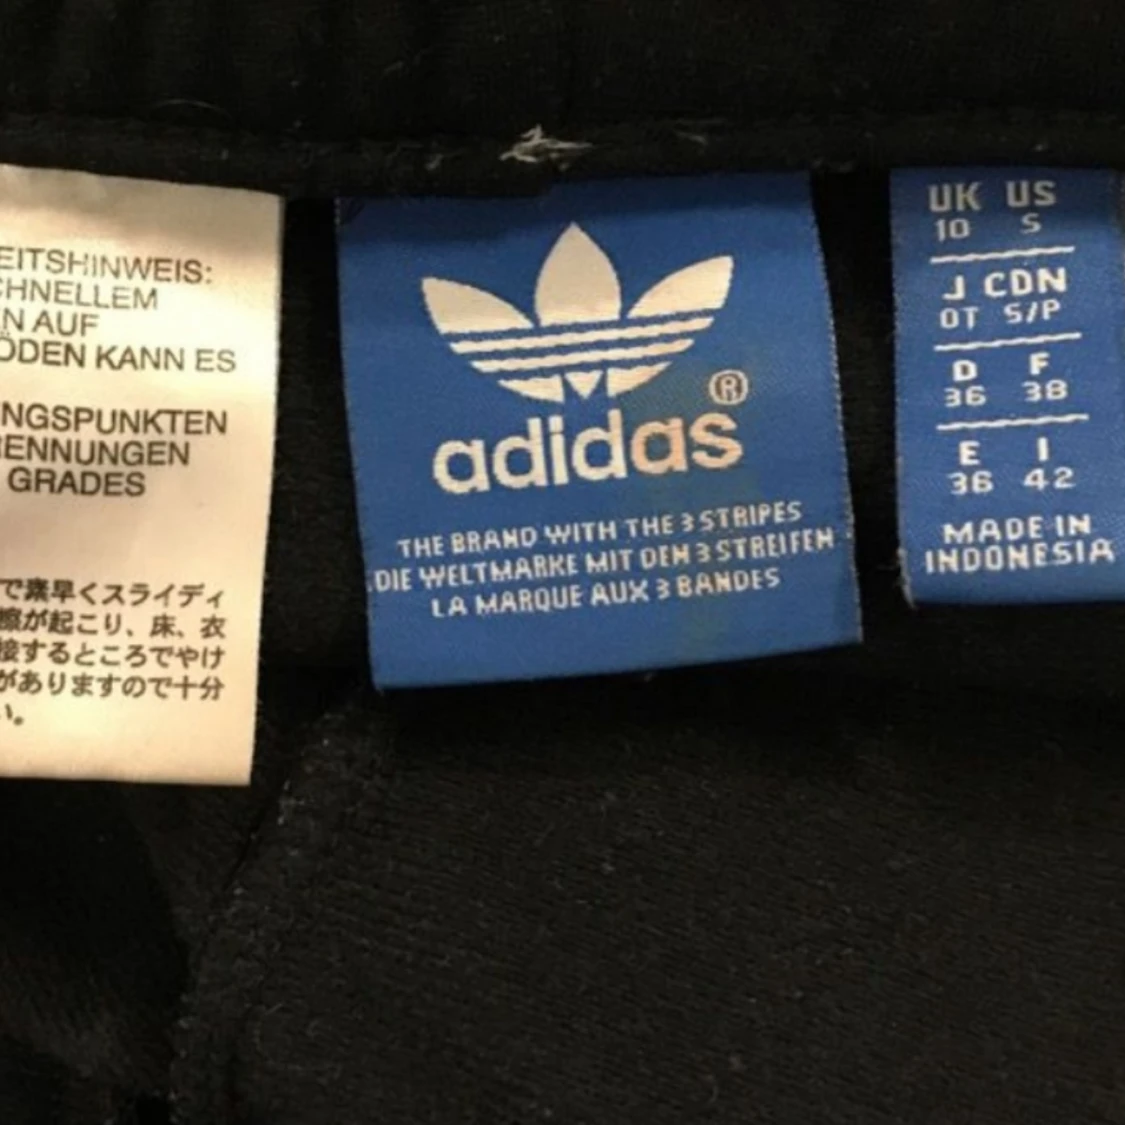 EITSHINWEIS:
CHNELLEM
N AUF
ÖDEN KANN ES
NGSPUNKTEN
ENNUNGEN
GRADES
で素早くスライディ
擦が起こり、床、衣
接するところでやけ
がありますので十分
い。
®
adidas
THE BRAND WITH THE 3 STRIPES
DIE WELTMARKE MIT DEN 3 STREIFEN
LA MARQUE AUX 3 BANDES
UK US
10 S
J CDN
OT S/P
D F
36 38
E I
36 42
MADE IN
INDONESIA